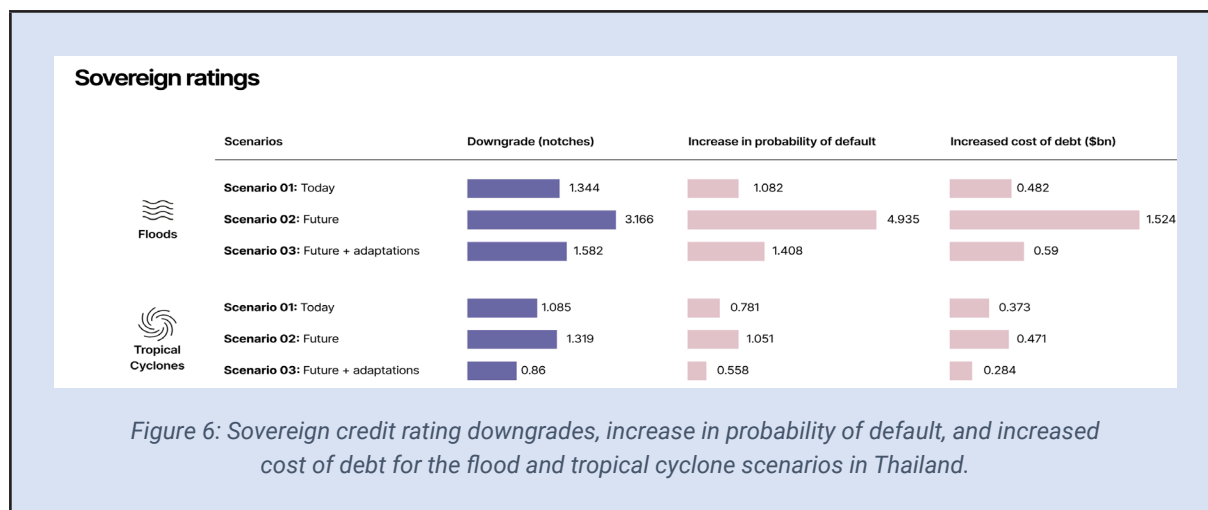 Sovereign ratings
Scenarios Downgrade (notches) Increase in probability of default Increased cost of debt ($bn)
Floods
Scenario 01: Today 1.344 1.082 0.482
Scenario 02: Future 3.166 4.935 1.524
Scenario 03: Future + adaptations 1.582 1.408 0.59
Tropical
Cyclones
Scenario 01: Today 1.085 0.781 0.373
Scenario 02: Future 1.319 1.051 0.471
Scenario 03: Future + adaptations 0.86 0.558 0.284
Figure 6: Sovereign credit rating downgrades, increase in probability of default, and increased
cost of debt for the flood and tropical cyclone scenarios in Thailand.